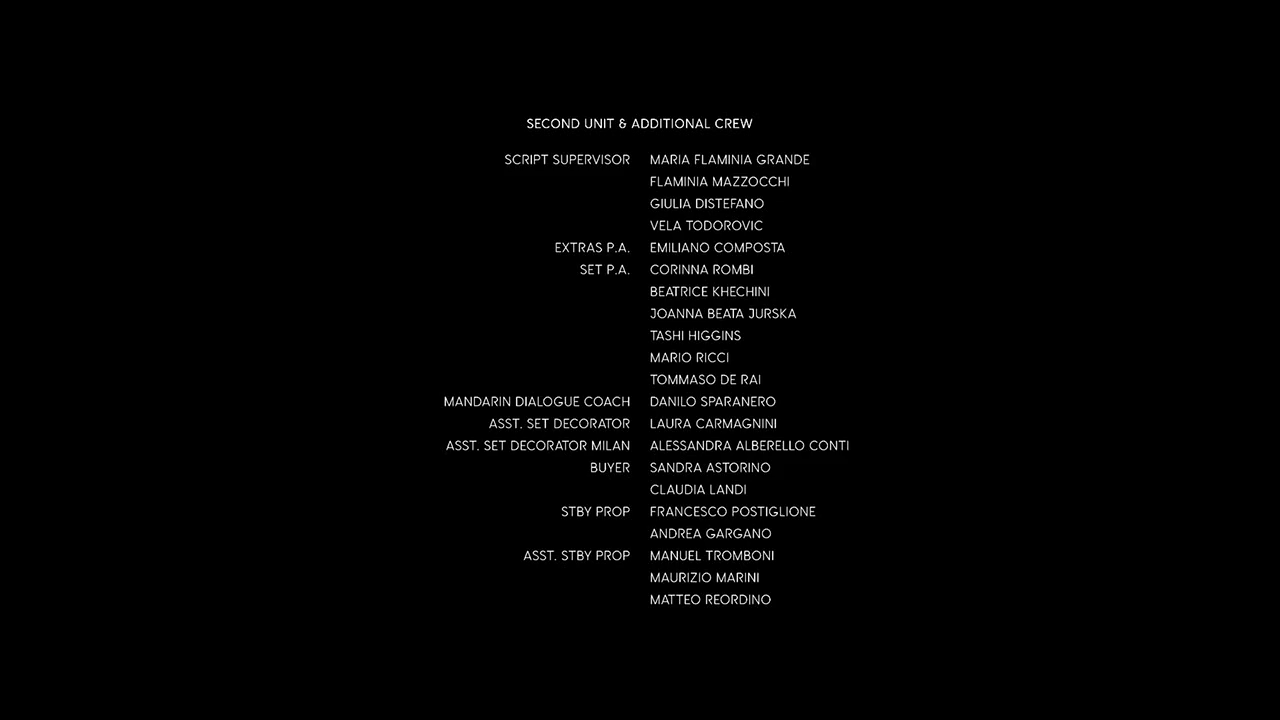 SECOND UNIT & ADDITIONAL CREW
SCRIPT SUPERVISOR MARIA FLAMINIA GRANDE
FLAMINIA MAZZOCCHI
GIULIA DISTEFANO
VELA TODOROVIC
EXTRAS P.A. EMILIANO COMPOSTA
SET P.A. CORINNA ROMBI
BEATRICE KHECHINI
JOANNA BEATA JURSKA
TASHI HIGGINS
MARIO RICCI
TOMMASO DE RAI
MANDARIN DIALOGUE COACH DANILO SPARANERO
ASST. SET DECORATOR LAURA CARMAGNINI
ASST. SET DECORATOR MILAN ALESSANDRA ALBERELLO CONTI
BUYER SANDRA ASTORINO
CLAUDIA LANDI
STBY PROP FRANCESCO POSTIGLIONE
ANDREA GARGANO
ASST. STBY PROP MANUEL TROMBONI
MAURIZIO MARINI
MATTEO REORDINO